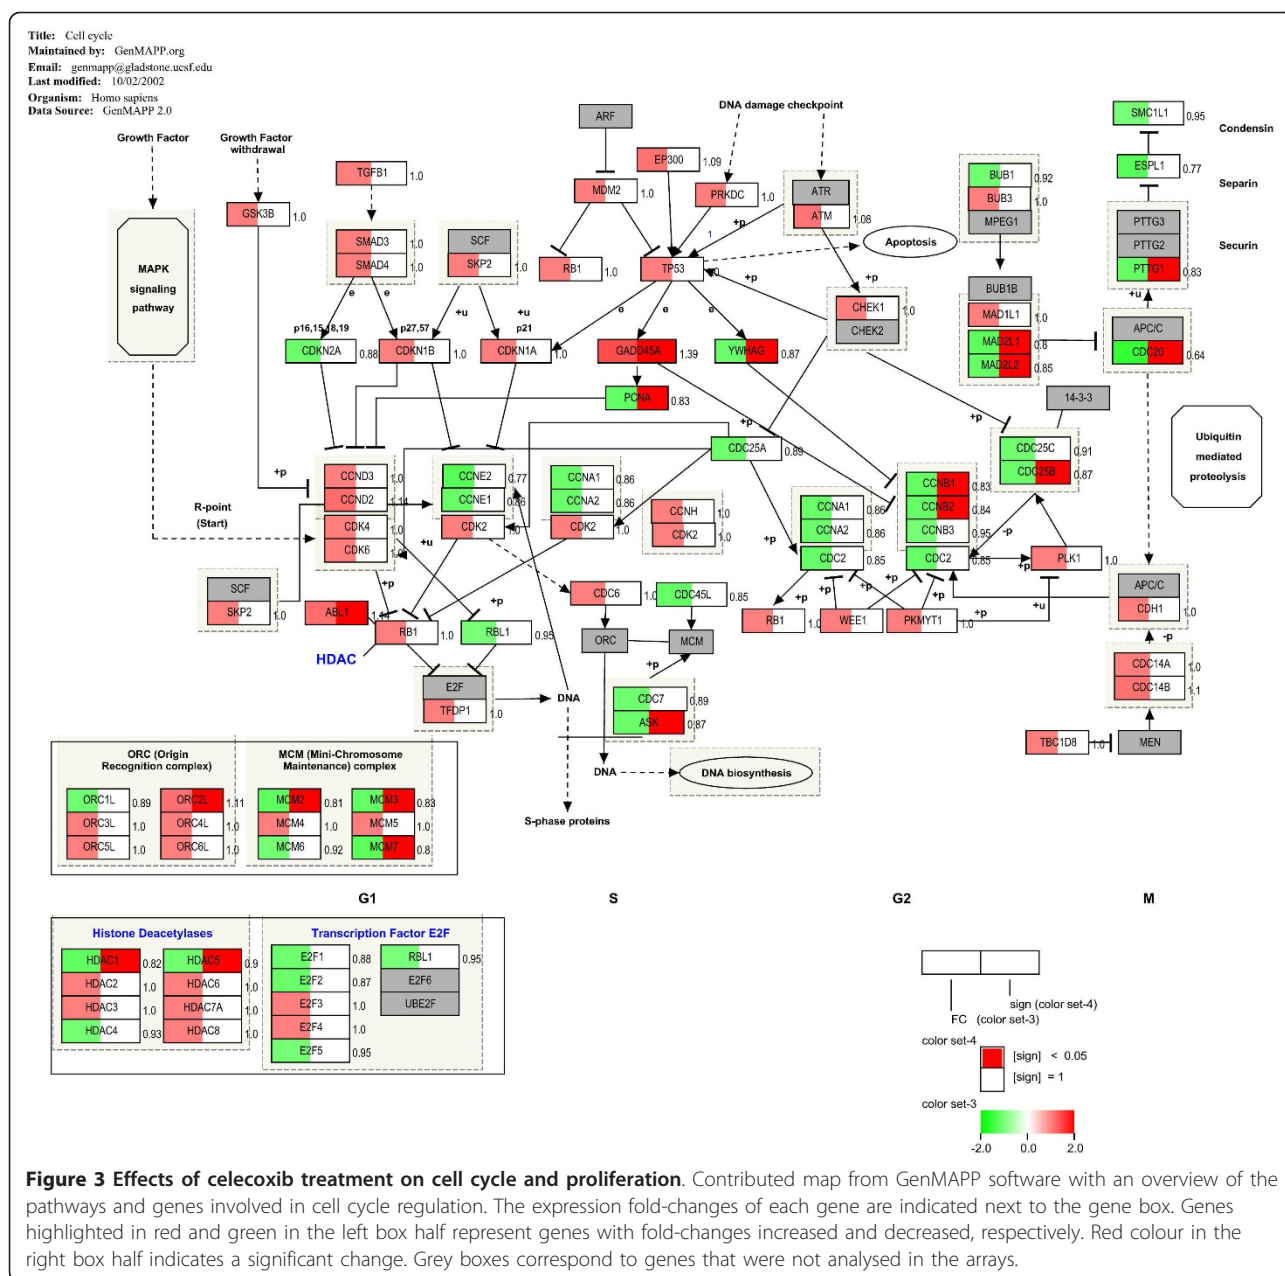 Title: Cell cycle
Maintained by: GenMAPP.org
Email: genmapp@gladstone.ucsf.edu
Last modified: 10/02/2002
Organism: Homo sapiens
Data Source: GenMAPP 2.0
Growth Factor
Growth Factor
withdrawal
MAPK
signaling
pathway
GSK3B 1.0
TGFB1 1.0
SMAD3 1.0
SMAD4 1.0
SCF
SKP2 1.0
ARF
MDM2 1.0
RB1 1.0
EP300 1.09
DNA damage checkpoint
PRKDC 1.0
ATR
ATM 1.08
+p
1
TP53
Apoptosis
+p
CHEK1 1.0
CHEK2
+p
BUB1 0.92
BUB3 1.0
MPEG1
BUB1B
MAD1L1 1.0
MAD2L1 0.8
MAD2L2 0.85
SMC1L1 0.95
Condensin
ESPL1 0.77
Separin
PTTG3
PTTG2
PTTG1 0.83
Securin
+u
APC/C
CDC20 0.64
e
e
+u
+u
e
e
p16,15,18,19
CDKN2A 0.88
p27,57
CDKN1B 1.0
p21
CDKN1A 1.0
GADD45A 1.39
YWHAG 0.87
PCNA 0.83
14-3-3
+p
+p
CDC25A 0.89
CDC25C 0.91
CDC25B 0.87
Ubiquitin
mediated
proteolysis
+p
R-point
(Start)
CCND3 1.0
CCND2 1.14
CDK4 1.0
CDK6 1.0
CCNE2 0.77
CCNE1 0.86
CDK2 1.0
CCNA1 0.86
CCNA2 0.86
CDK2 1.0
CCNH 1.0
CDK2 1.0
CCNA1 0.86
CCNA2 0.86
CDC2 0.85
CCNB1 0.83
CCNB2 0.84
CCNB3 0.95
CDC2 0.85
-p
+p
PLK1 1.0
+u
+p
+u
+p
+p
SCF
SKP2 1.0
ABL1 1.14
RB1 1.0
RBL1 0.95
HDAC
CDC6 1.0
CDC45L 0.85
ORC
MCM
+p
+p
RB1 1.0
WEE1
+p
+p
PKMYT1 1.0
+p
APC/C
CDH1 1.0
-p
CDC14A 1.0
CDC14B 1.1
TBC1D8 1.0
MEN
E2F
TFDP1 1.0
DNA
CDC7 0.89
ASK 0.87
DNA
DNA biosynthesis
S-phase proteins
ORC (Origin
Recognition complex)
ORC1L 0.89
ORC2L 1.11
ORC3L 1.0
ORC4L 1.0
ORC5L 1.0
ORC6L 1.0
MCM (Mini-Chromosome
Maintenance) complex
MCM2 0.81
MCM3 0.83
MCM4 1.0
MCM5 1.0
MCM6 0.92
MCM7 0.8
G1
S
G2
M
Histone Deacetylases
HDAC1 0.82
HDAC5 0.9
HDAC2 1.0
HDAC6 1.0
HDAC3 1.0
HDAC7A 1.0
HDAC4 0.93
HDAC8 1.0
Transcription Factor E2F
E2F1 0.88
RBL1 0.95
E2F2 0.87
E2F6
E2F3 1.0
UBE2F
E2F4 1.0
E2F5 0.95
sign (color set-4)
FC (color set-3)
color set-4
[sign] < 0.05
[sign] = 1
color set-3
-2.0 0.0 2.0
Figure 3 Effects of celecoxib treatment on cell cycle and proliferation. Contributed map from GenMAPP software with an overview of the
pathways and genes involved in cell cycle regulation. The expression fold-changes of each gene are indicated next to the gene box. Genes
highlighted in red and green in the left box half represent genes with fold-changes increased and decreased, respectively. Red colour in the
right box half indicates a significant change. Grey boxes correspond to genes that were not analysed in the arrays.